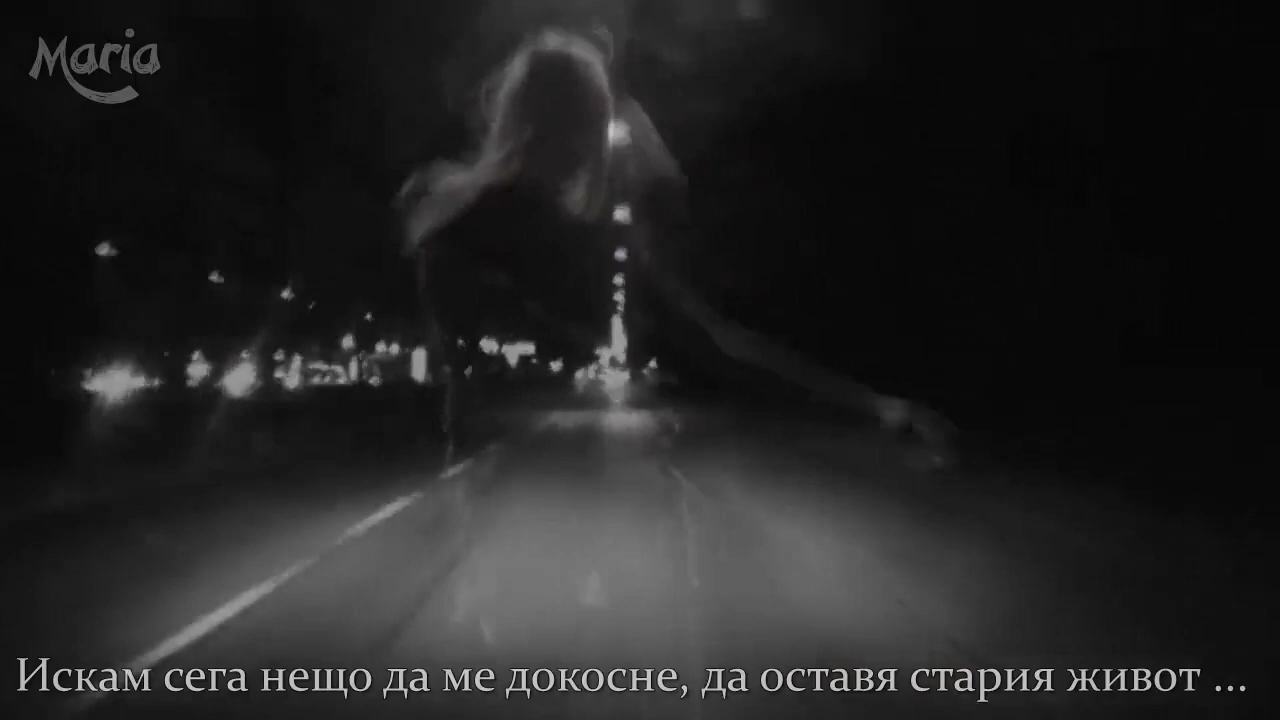 Maria
Искам сега нещо да ме докосне, да оставя стария живот ...